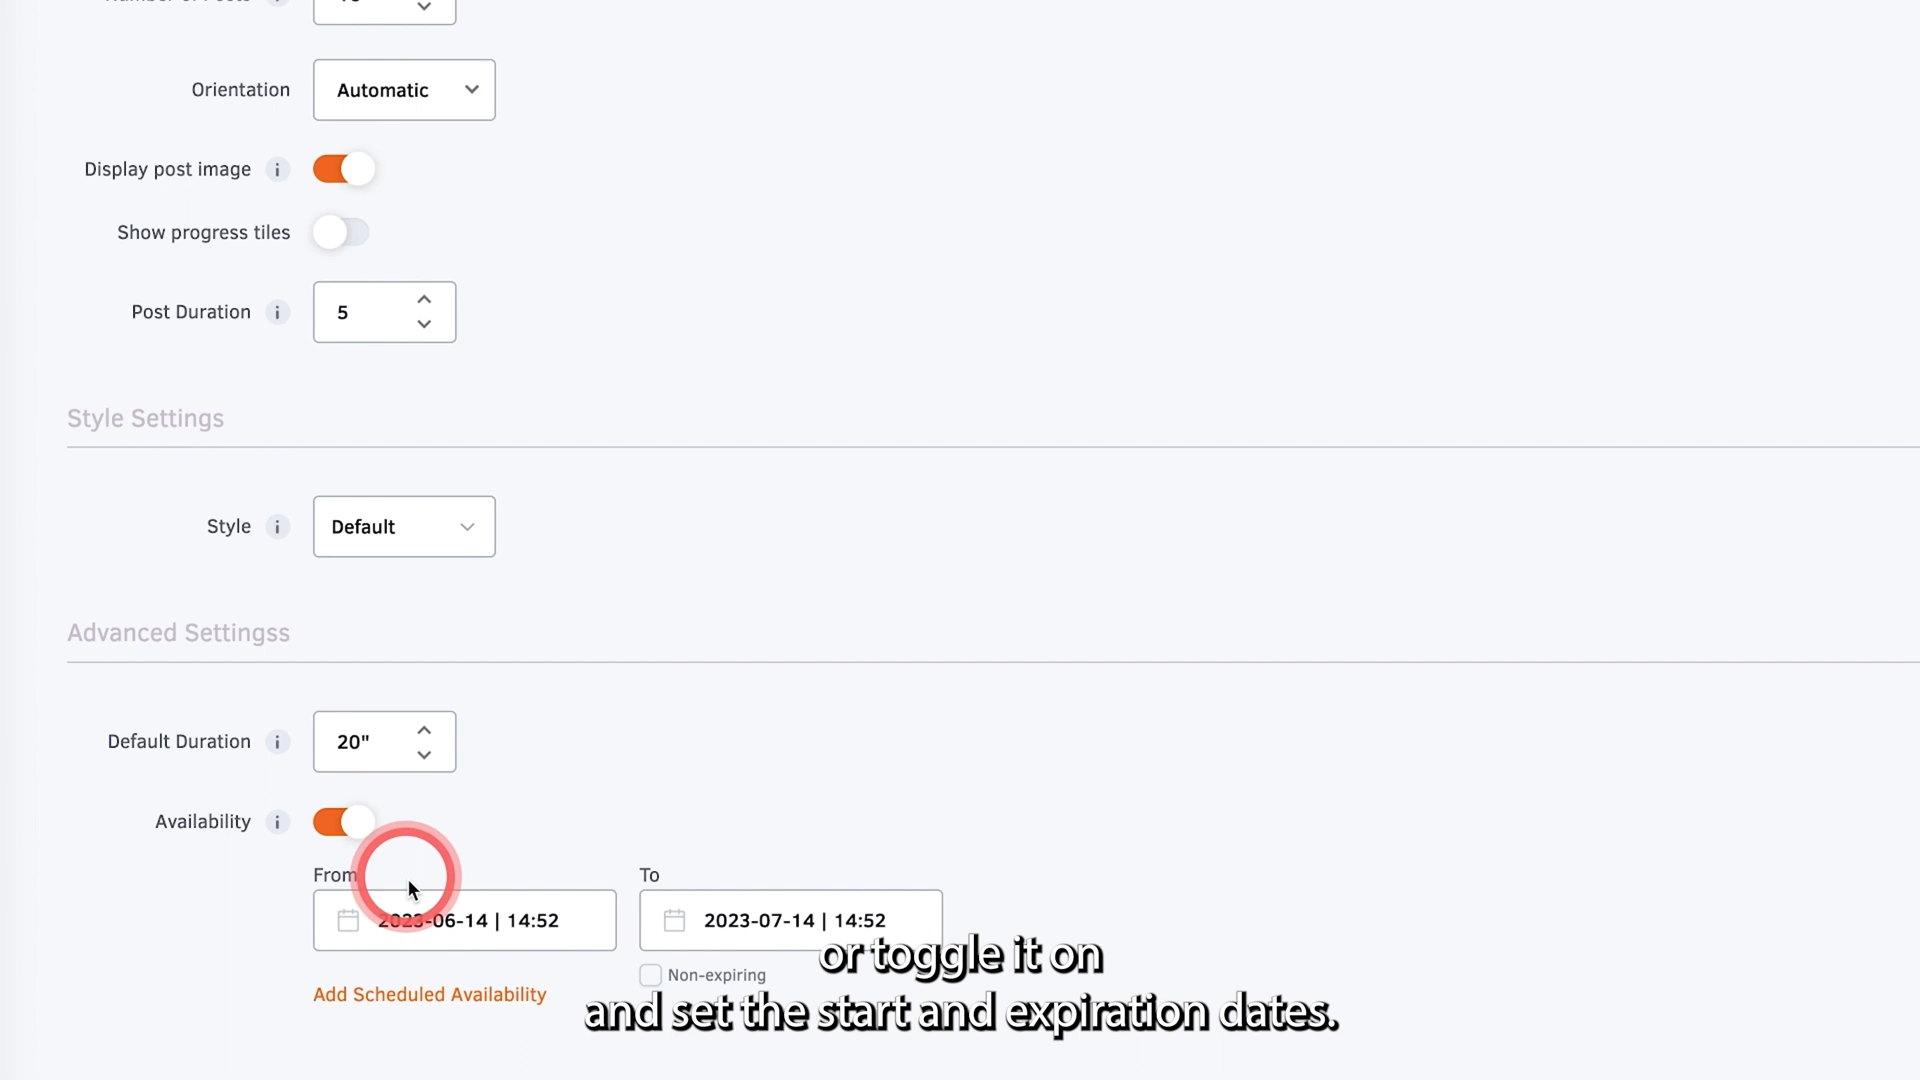 Orientation
Automatic
Display post image i
Show progress tiles
Post Duration i
5
Style Settings
Style i
Default
Advanced Settingss
Default Duration i
20"
Availability i
From
To
2023-06-14 | 14:52
2023-07-14 | 14:52
Non-expiring
Add Scheduled Availability
or toggle it on
and set the start and expiration dates.